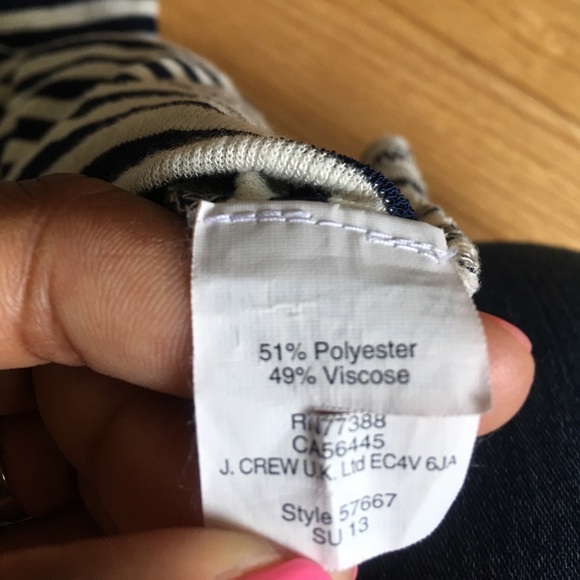 51% Polyester
49% Viscose
RN77388
CA56445
J. CREW U.K. Ltd EC4V 6JA
Style 57667
SU 13